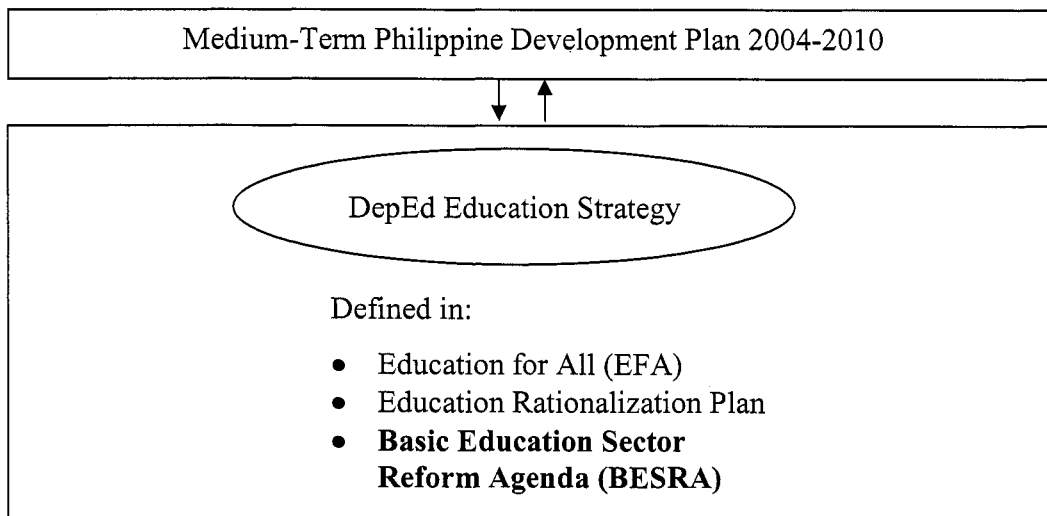 Medium-Term Philippine Development Plan 2004-2010
DepEd Education Strategy
Defined in:
● Education for All (EFA)
● Education Rationalization Plan
● Basic Education Sector
Reform Agenda (BESRA)